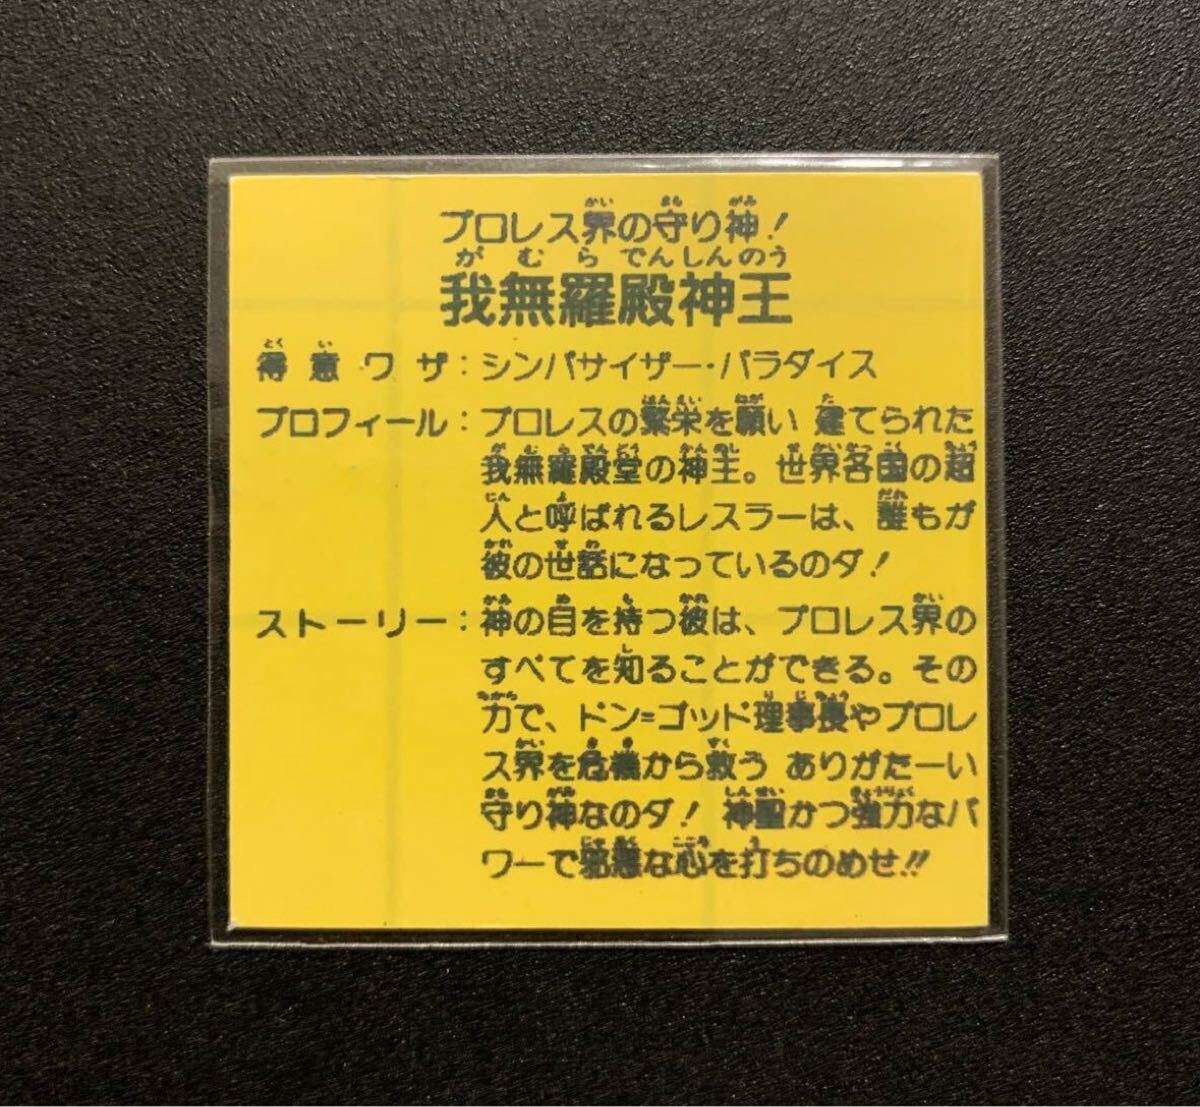 プロレス界の守り神！
我無羅殿神王
得意ワザ：シンパサイザー・パラダイス
プロフィール：プロレスの繁栄を願い 建てられた
我無羅殿堂の神主。世界各国の超
人と呼ばれるレスラーは、誰もが
彼の世話になっているのダ！
ストーリー：神の目を持つ彼は、プロレス界の
すべてを知ることができる。その
力で、ドン=ゴッド理事長やプロレ
ス界を危機から救う ありがたーい
守り神なのダ！ 神聖かつ強力なパ
ワーで邪悪な心を打ちのめせ!!